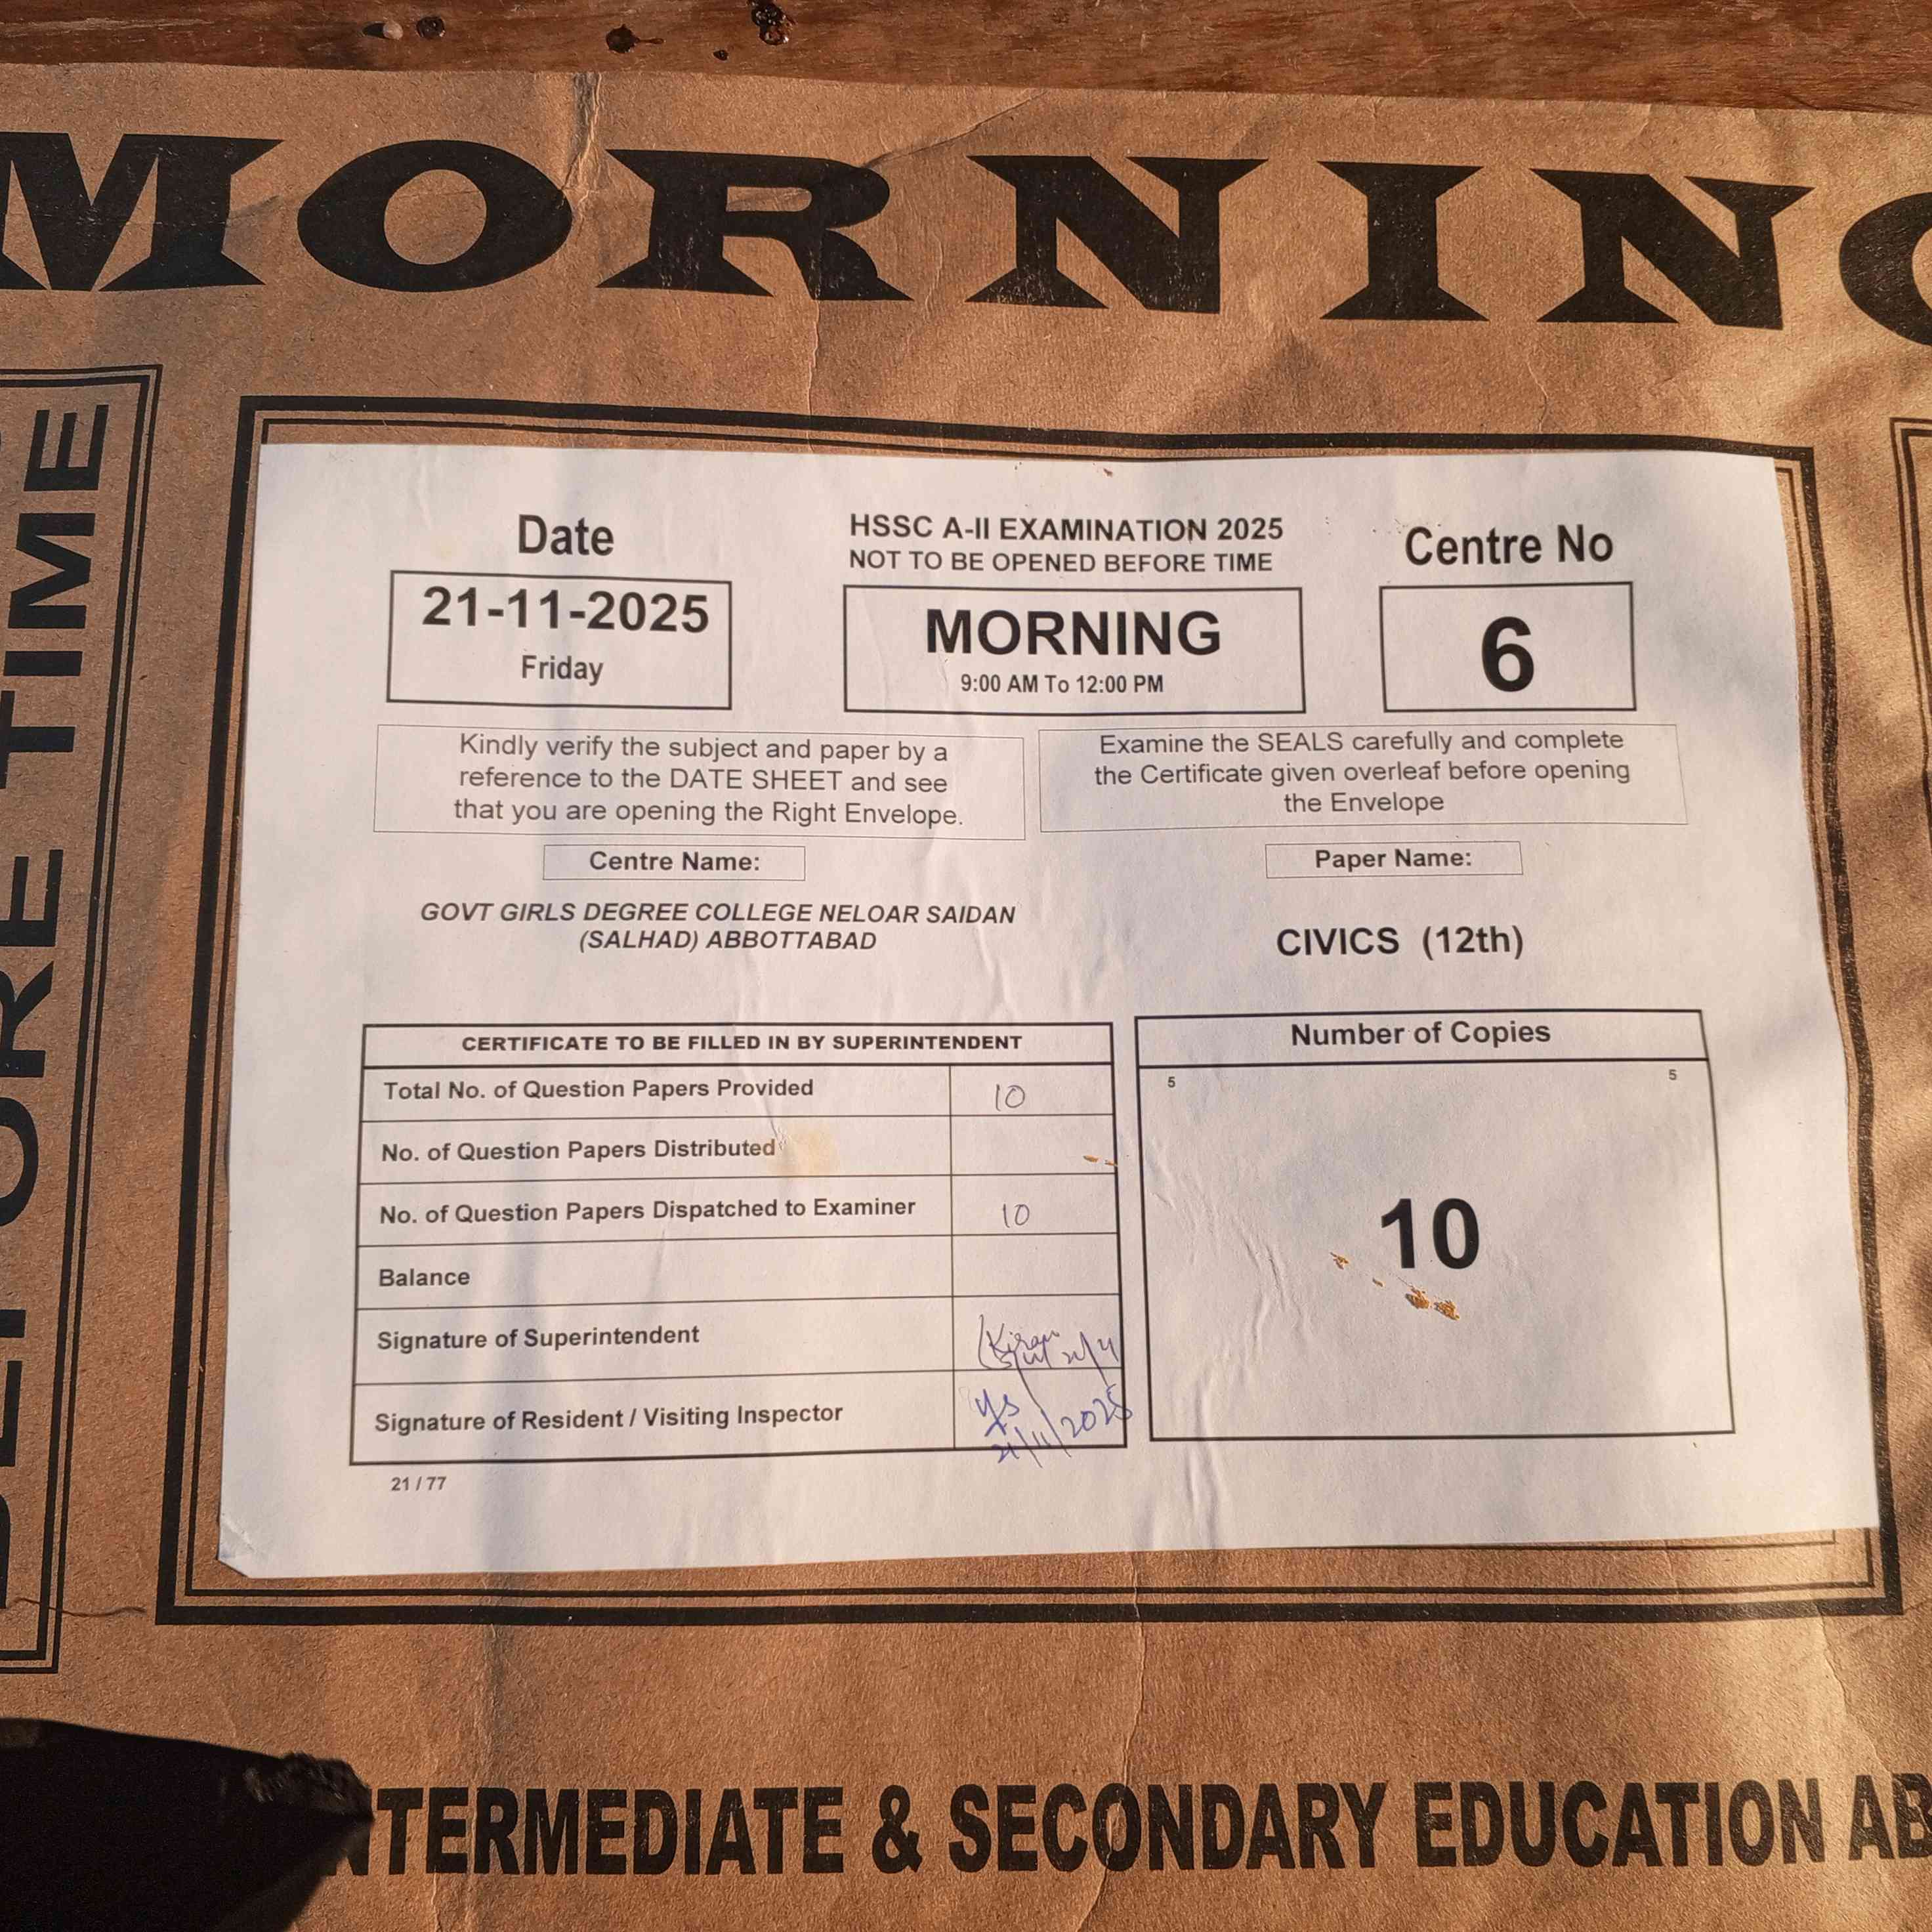 MORNING
BEFORE TIME
Date
21-11-2025
Friday
HSSC A-II EXAMINATION 2025
NOT TO BE OPENED BEFORE TIME
MORNING
9:00 AM To 12:00 PM
Centre No
6
Kindly verify the subject and paper by a
reference to the DATE SHEET and see
that you are opening the Right Envelope.
Examine the SEALS carefully and complete
the Certificate given overleaf before opening
the Envelope
Centre Name:
GOVT GIRLS DEGREE COLLEGE NELOAR SAIDAN
(SALHAD) ABBOTTABAD
Paper Name:
CIVICS (12th)
CERTIFICATE TO BE FILLED IN BY SUPERINTENDENT
Total No. of Question Papers Provided 10
No. of Question Papers Distributed
No. of Question Papers Dispatched to Examiner 10
Balance
Signature of Superintendent Kiran
Signature of Resident / Visiting Inspector
21/11/2025
Number of Copies
5 5
10
21 / 77
NTERMEDIATE & SECONDARY EDUCATION AB